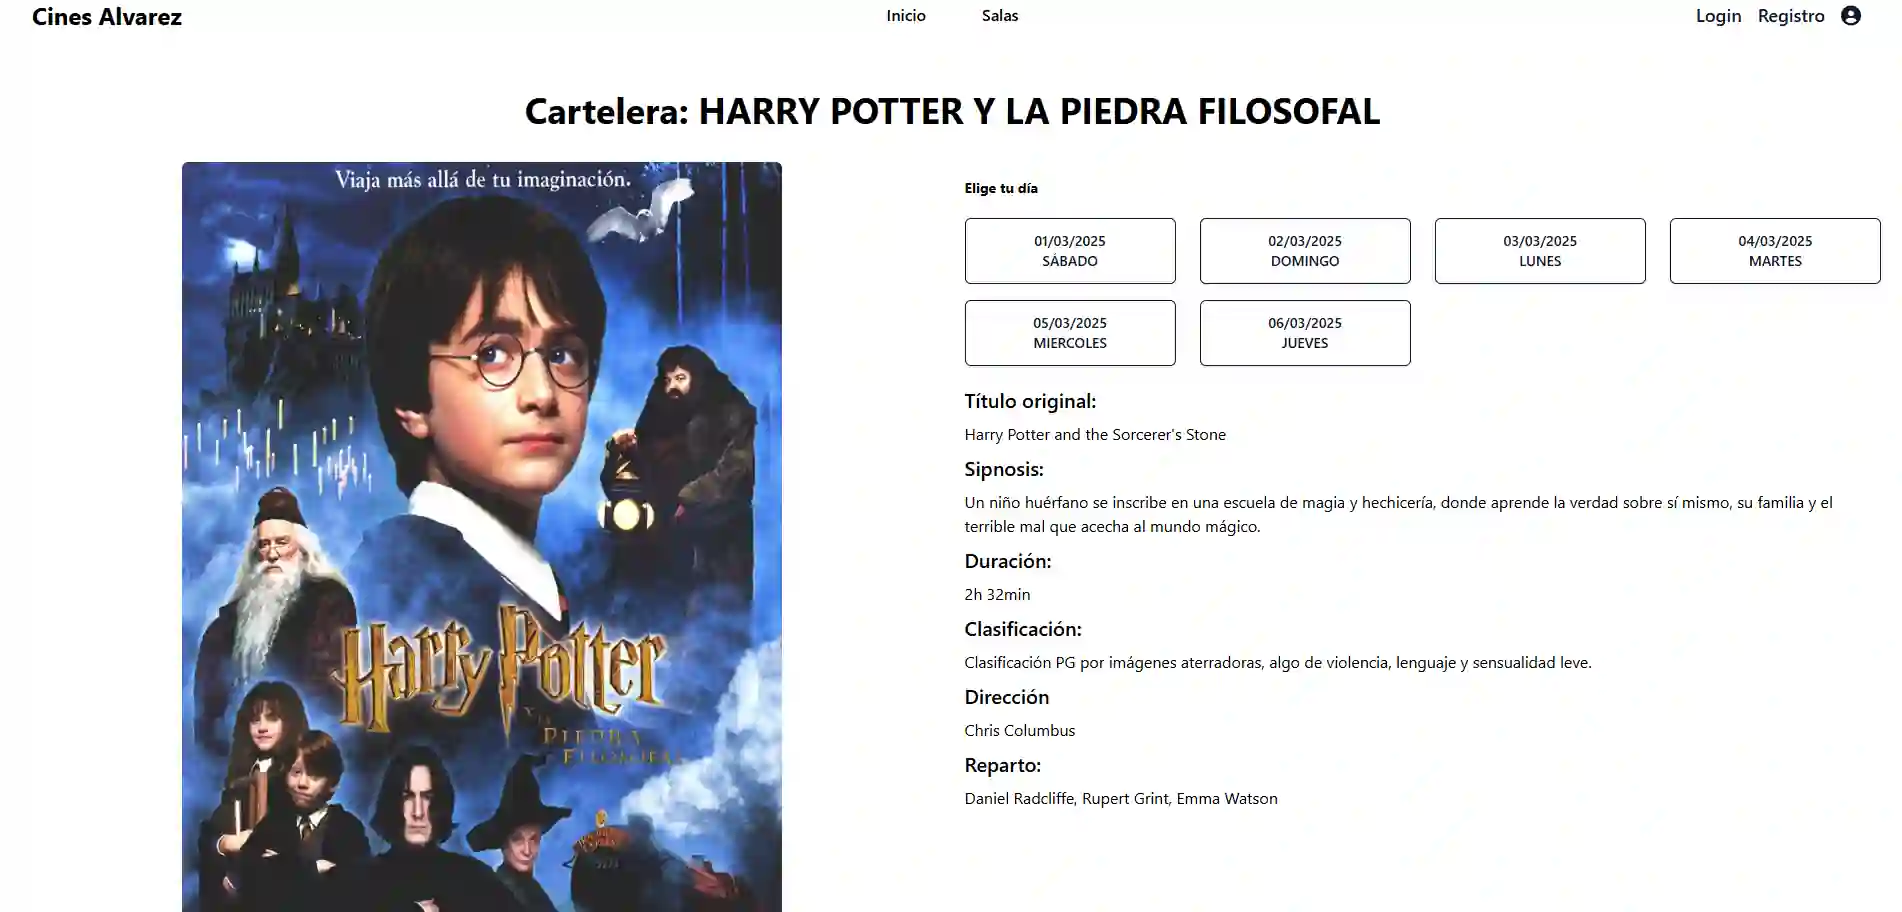 Cines Alvarez
Inicio
Salas
Login
Registro
Cartelera: HARRY POTTER Y LA PIEDRA FILOSOFAL
Viaja más allá de tu imaginación.
Harry Potter
Y LA
PIEDRA
FILOSOFAL
Elige tu día
01/03/2025
SÁBADO
02/03/2025
DOMINGO
03/03/2025
LUNES
04/03/2025
MARTES
05/03/2025
MIERCOLES
06/03/2025
JUEVES
Título original:
Harry Potter and the Sorcerer's Stone
Sipnosis:
Un niño huérfano se inscribe en una escuela de magia y hechicería, donde aprende la verdad sobre sí mismo, su familia y el
terrible mal que acecha al mundo mágico.
Duración:
2h 32min
Clasificación:
Clasificación PG por imágenes aterradoras, algo de violencia, lenguaje y sensualidad leve.
Dirección
Chris Columbus
Reparto:
Daniel Radcliffe, Rupert Grint, Emma Watson